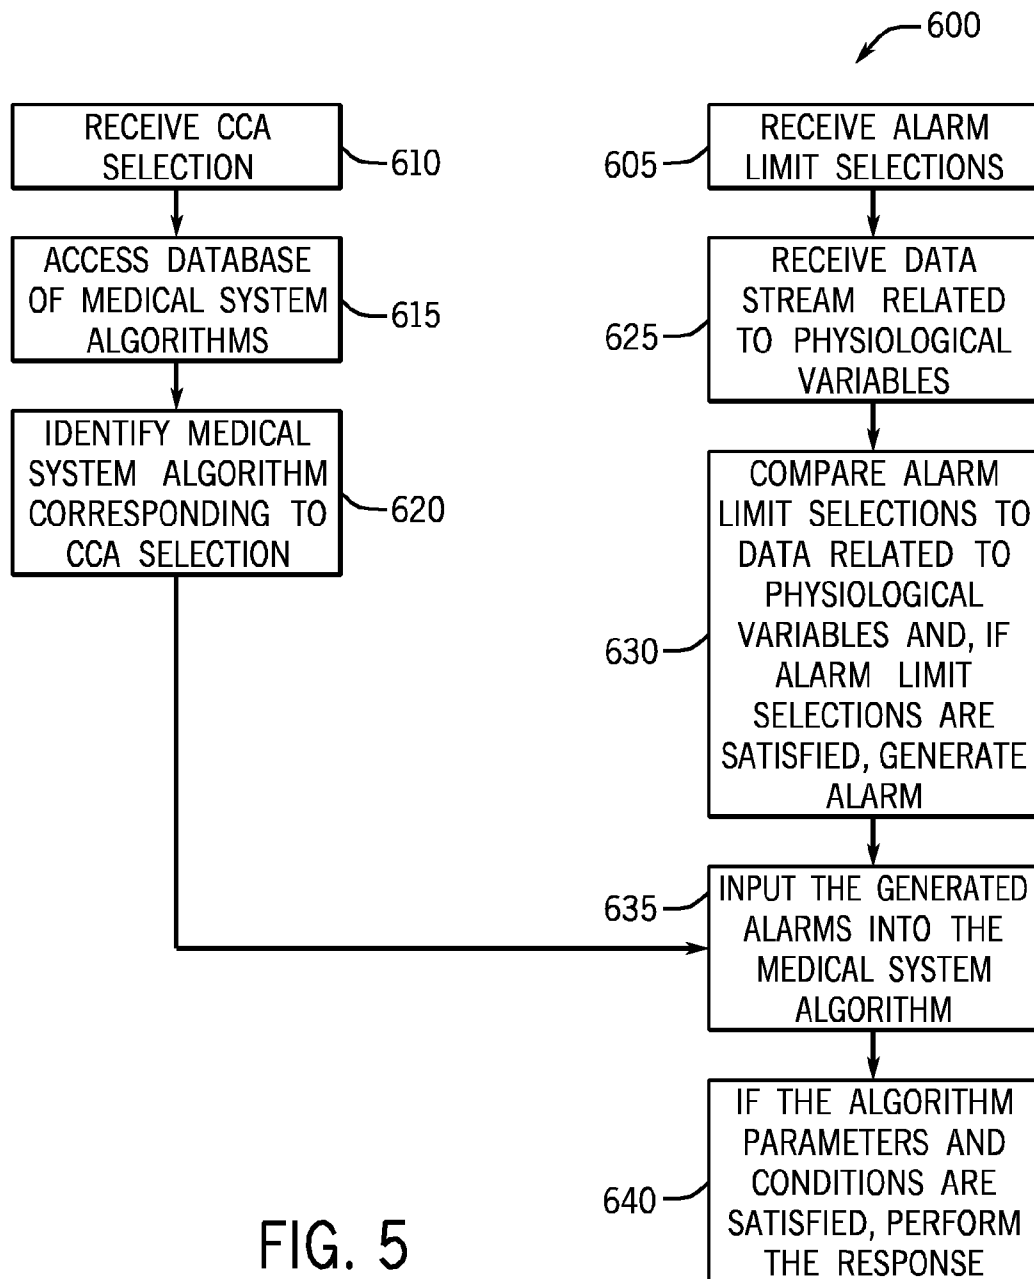 600
RECEIVE CCA
SELECTION
610
ACCESS DATABASE
OF MEDICAL SYSTEM
ALGORITHMS
615
IDENTIFY MEDICAL
SYSTEM ALGORITHM
CORRESPONDING TO
CCA SELECTION
620
RECEIVE ALARM
LIMIT SELECTIONS
605
RECEIVE DATA
STREAM RELATED
TO PHYSIOLOGICAL
VARIABLES
625
COMPARE ALARM
LIMIT SELECTIONS TO
DATA RELATED TO
PHYSIOLOGICAL
VARIABLES AND, IF
ALARM LIMIT
SELECTIONS ARE
SATISFIED, GENERATE
ALARM
630
INPUT THE GENERATED
ALARMS INTO THE
MEDICAL SYSTEM
ALGORITHM
635
IF THE ALGORITHM
PARAMETERS AND
CONDITIONS ARE
SATISFIED, PERFORM
THE RESPONSE
640
FIG. 5